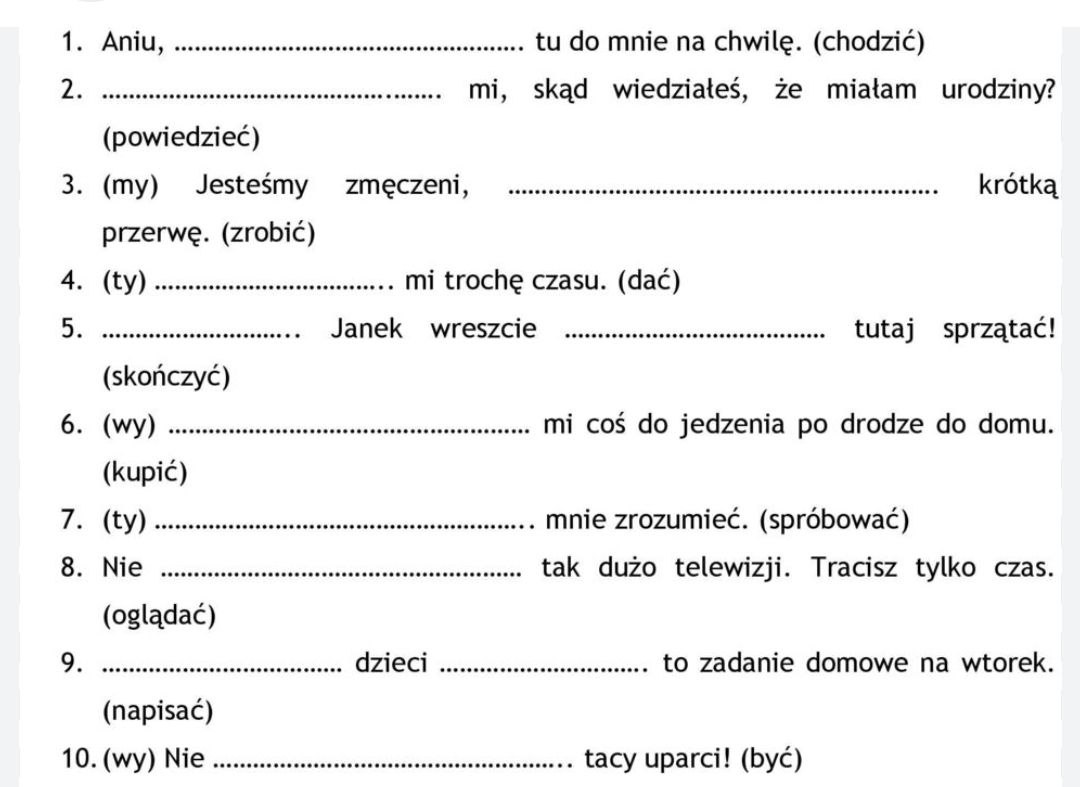 1. Aniu, .................................................... tu do mnie na chwilę. (chodzić)
2. .................................................. mi, skąd wiedziałeś, że miałam urodziny?
(powiedzieć)
3. (my) Jesteśmy zmęczeni, ................................................................ krótką
przerwę. (zrobić)
4. (ty) .................................... mi trochę czasu. (dać)
5. .............................. Janek wreszcie ....................................... tutaj sprzątać!
(skończyć)
6. (wy) ...................................................... mi coś do jedzenia po drodze do domu.
(kupić)
7. (ty) ......................................................... mnie zrozumieć. (spróbować)
8. Nie ...................................................... tak dużo telewizji. Tracisz tylko czas.
(oglądać)
9. .................................... dzieci ............................... to zadanie domowe na wtorek.
(napisać)
10. (wy) Nie ...................................................... tacy uparci! (być)